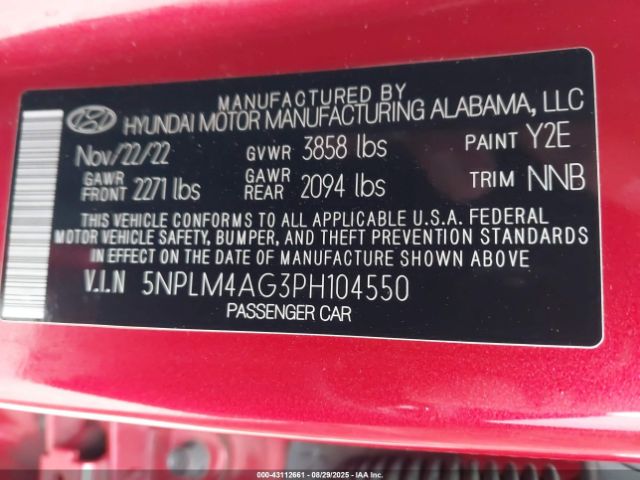 MANUFACTURED BY
HYUNDAI MOTOR MANUFACTURING ALABAMA, LLC
Nov/22/22 GVWR 3858 lbs PAINT Y2E
GAWR FRONT 2271 lbs GAWR REAR 2094 lbs TRIM NNB
THIS VEHICLE CONFORMS TO ALL APPLICABLE U.S.A. FEDERAL
MOTOR VEHICLE SAFETY, BUMPER, AND THEFT PREVENTION STANDARDS
IN EFFECT ON THE DATE OF MANUFACTURE SHOWN ABOVE
V.I.N 5NPLM4AG3PH104550
PASSENGER CAR
000-43112661 - 08/29/2025 - IAAI.COM